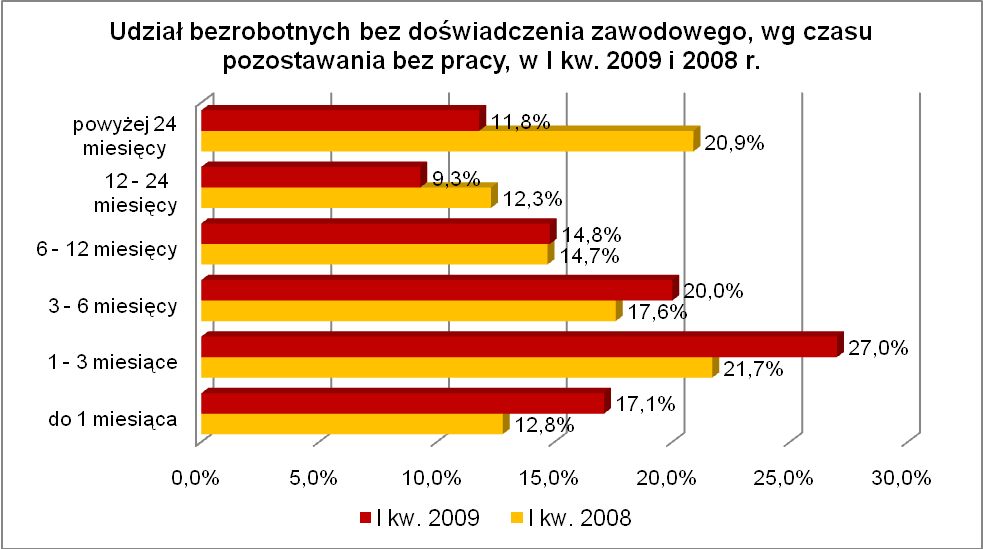 Udział bezrobotnych bez doświadczenia zawodowego, wg czasu
pozostawania bez pracy, w I kw. 2009 i 2008 r.
powyżej 24
miesięcy
11,8%
20,9%
12 - 24
miesięcy
9,3%
12,3%
6 - 12 miesięcy
14,8%
14,7%
3 - 6 miesięcy
20,0%
17,6%
1 - 3 miesiące
27,0%
21,7%
do 1 miesiąca
17,1%
12,8%
0,0% 5,0% 10,0% 15,0% 20,0% 25,0% 30,0%
I kw. 2009 I kw. 2008